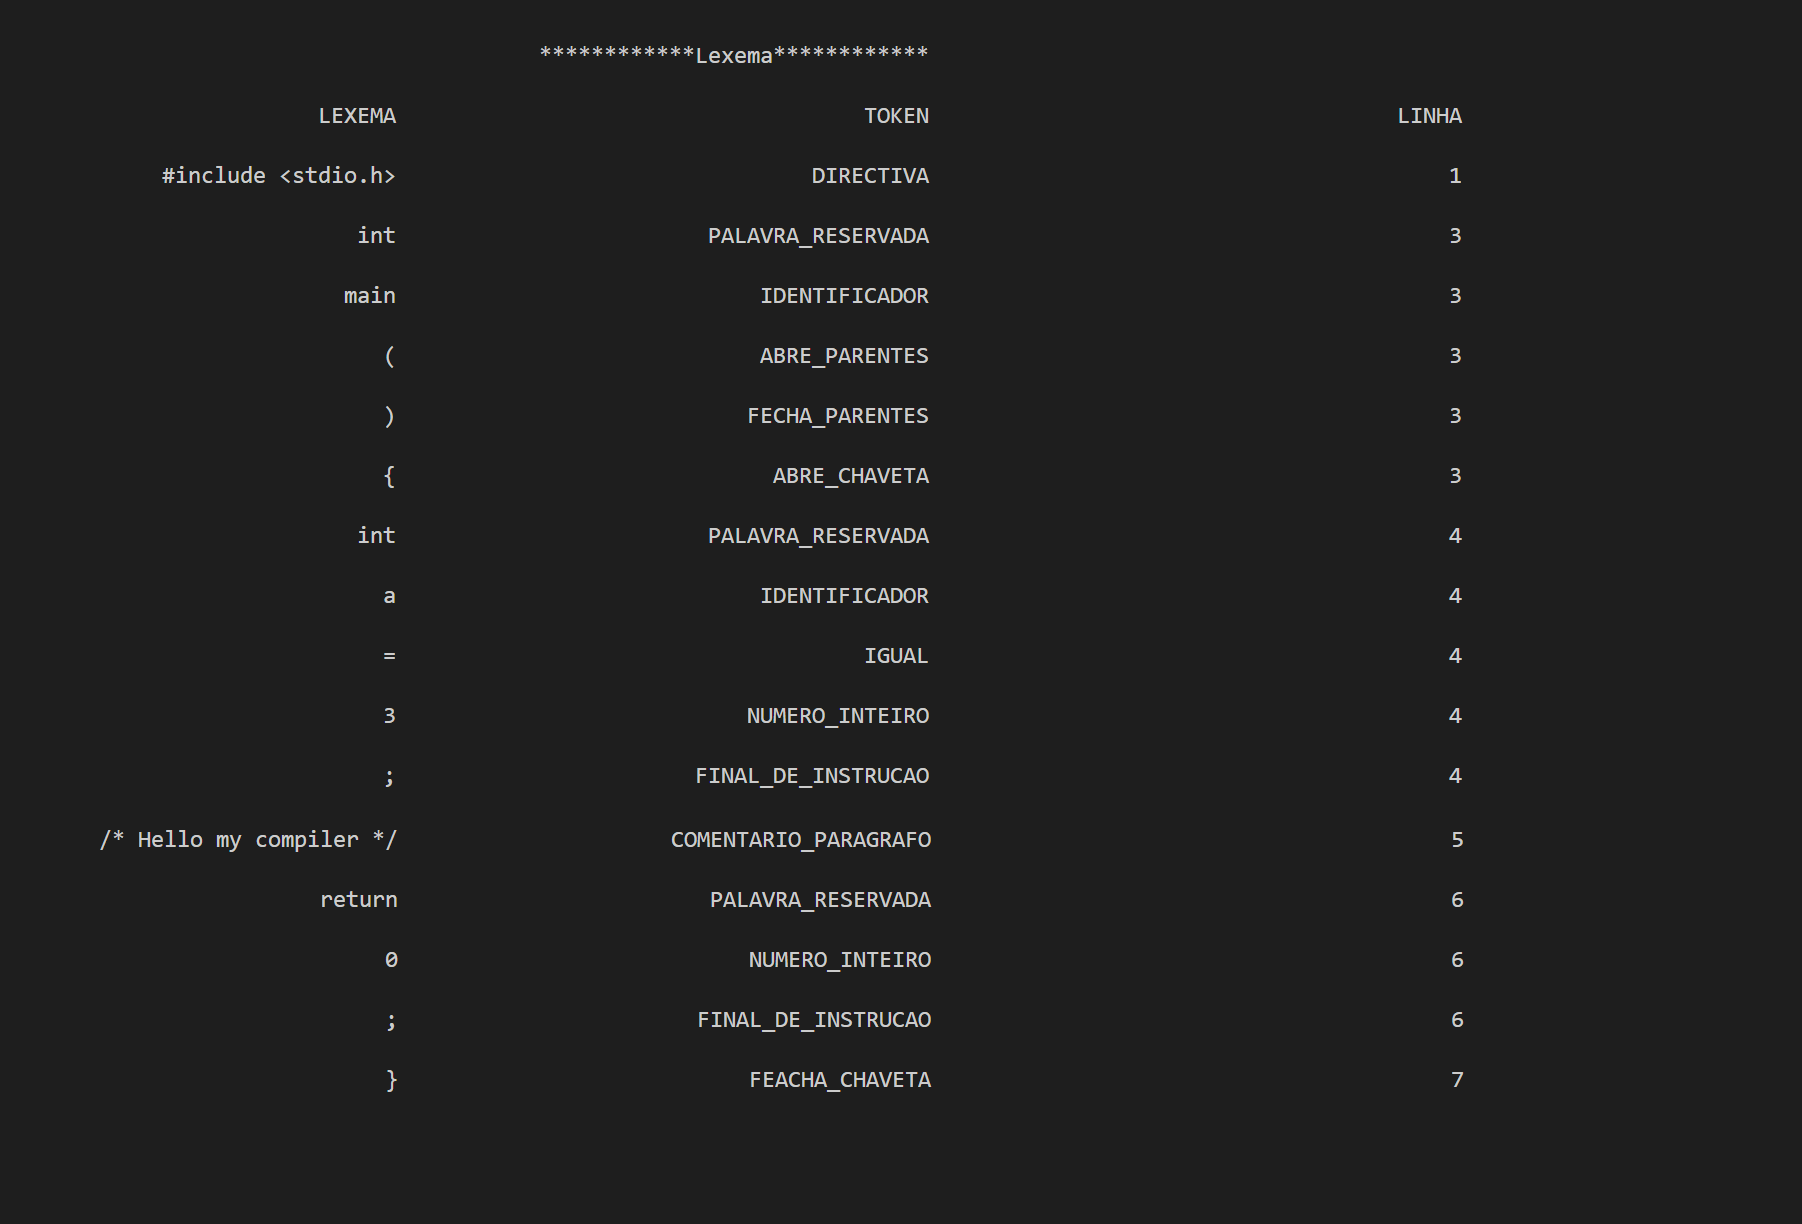 ************Lexema************
LEXEMA TOKEN LINHA
#include <stdio.h> DIRECTIVA 1
int PALAVRA_RESERVADA 3
main IDENTIFICADOR 3
( ABRE_PARENTES 3
) FECHA_PARENTES 3
{ ABRE_CHAVETA 3
int PALAVRA_RESERVADA 4
a IDENTIFICADOR 4
= IGUAL 4
3 NUMERO_INTEIRO 4
; FINAL_DE_INSTRUCAO 4
/* Hello my compiler */ COMENTARIO_PARAGRAFO 5
return PALAVRA_RESERVADA 6
0 NUMERO_INTEIRO 6
; FINAL_DE_INSTRUCAO 6
} FEACHA_CHAVETA 7